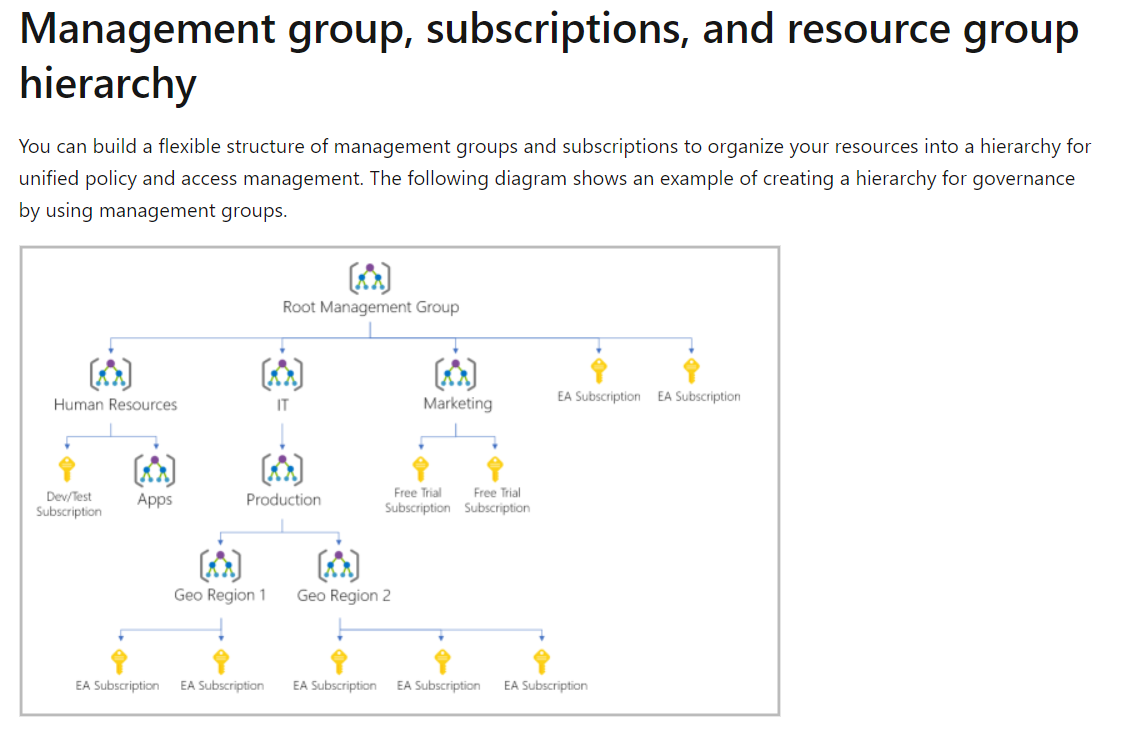 Management group, subscriptions, and resource group
hierarchy
You can build a flexible structure of management groups and subscriptions to organize your resources into a hierarchy for
unified policy and access management. The following diagram shows an example of creating a hierarchy for governance
by using management groups.
Root Management Group
Human Resources
IT
Marketing
EA Subscription
EA Subscription
Dev/Test
Subscription
Apps
Production
Free Trial
Subscription
Free Trial
Subscription
Geo Region 1
Geo Region 2
EA Subscription
EA Subscription
EA Subscription
EA Subscription
EA Subscription